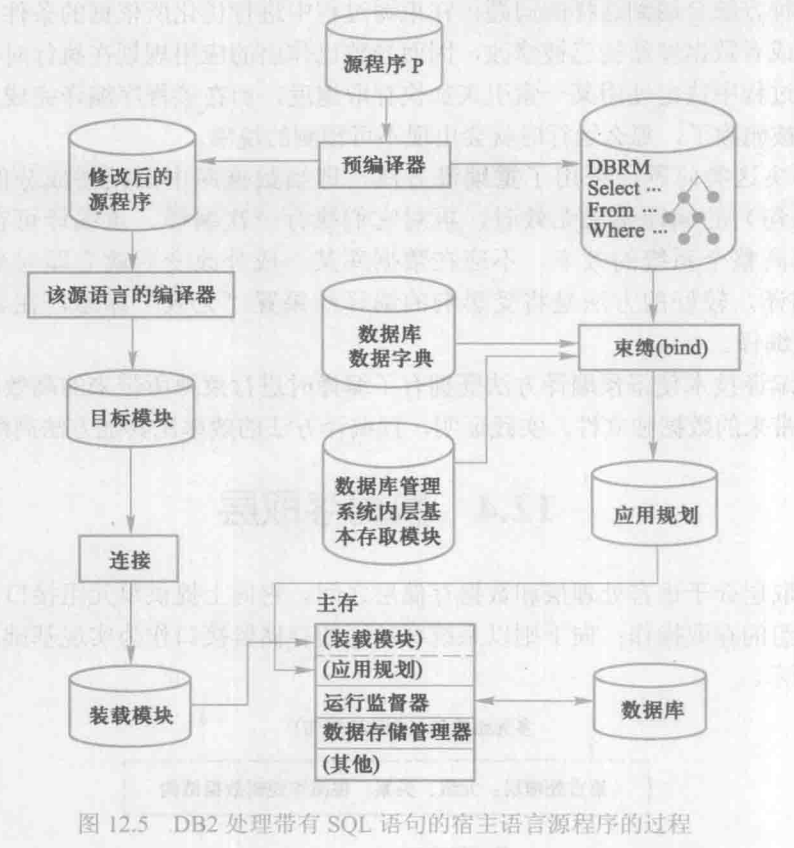 源程序 P
预编译器
修改后的
源程序
DBRM
Select ···
From
Where ···
该源语言的编译器
数据库
数据字典
束缚(bind)
目标模块
数据库管理
系统内层基
本存取模块
应用规划
连接
主存
(装载模块)
(应用规划)
运行监督器
数据存储管理器
(其他)
装载模块
数据库
图 12.5 DB2 处理带有 SQL 语句的宿主语言源程序的过程